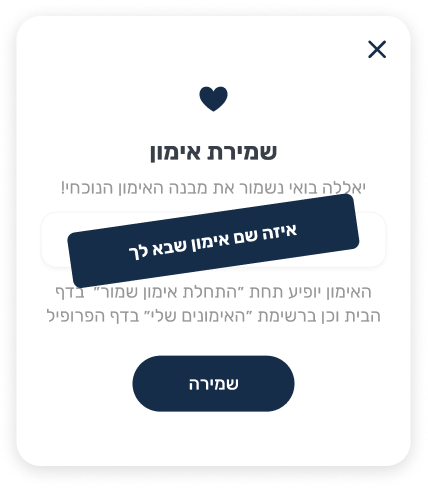 שמירת אימון
יאללה בואי נשמור את מבנה האימון הנוכחי!
איזה שם אימון שבא לך
האימון יופיע תחת ״התחלת אימון שמור״ בדף
הבית וכן ברשימת ״האימונים שלי״ בדף הפרופיל
שמירה